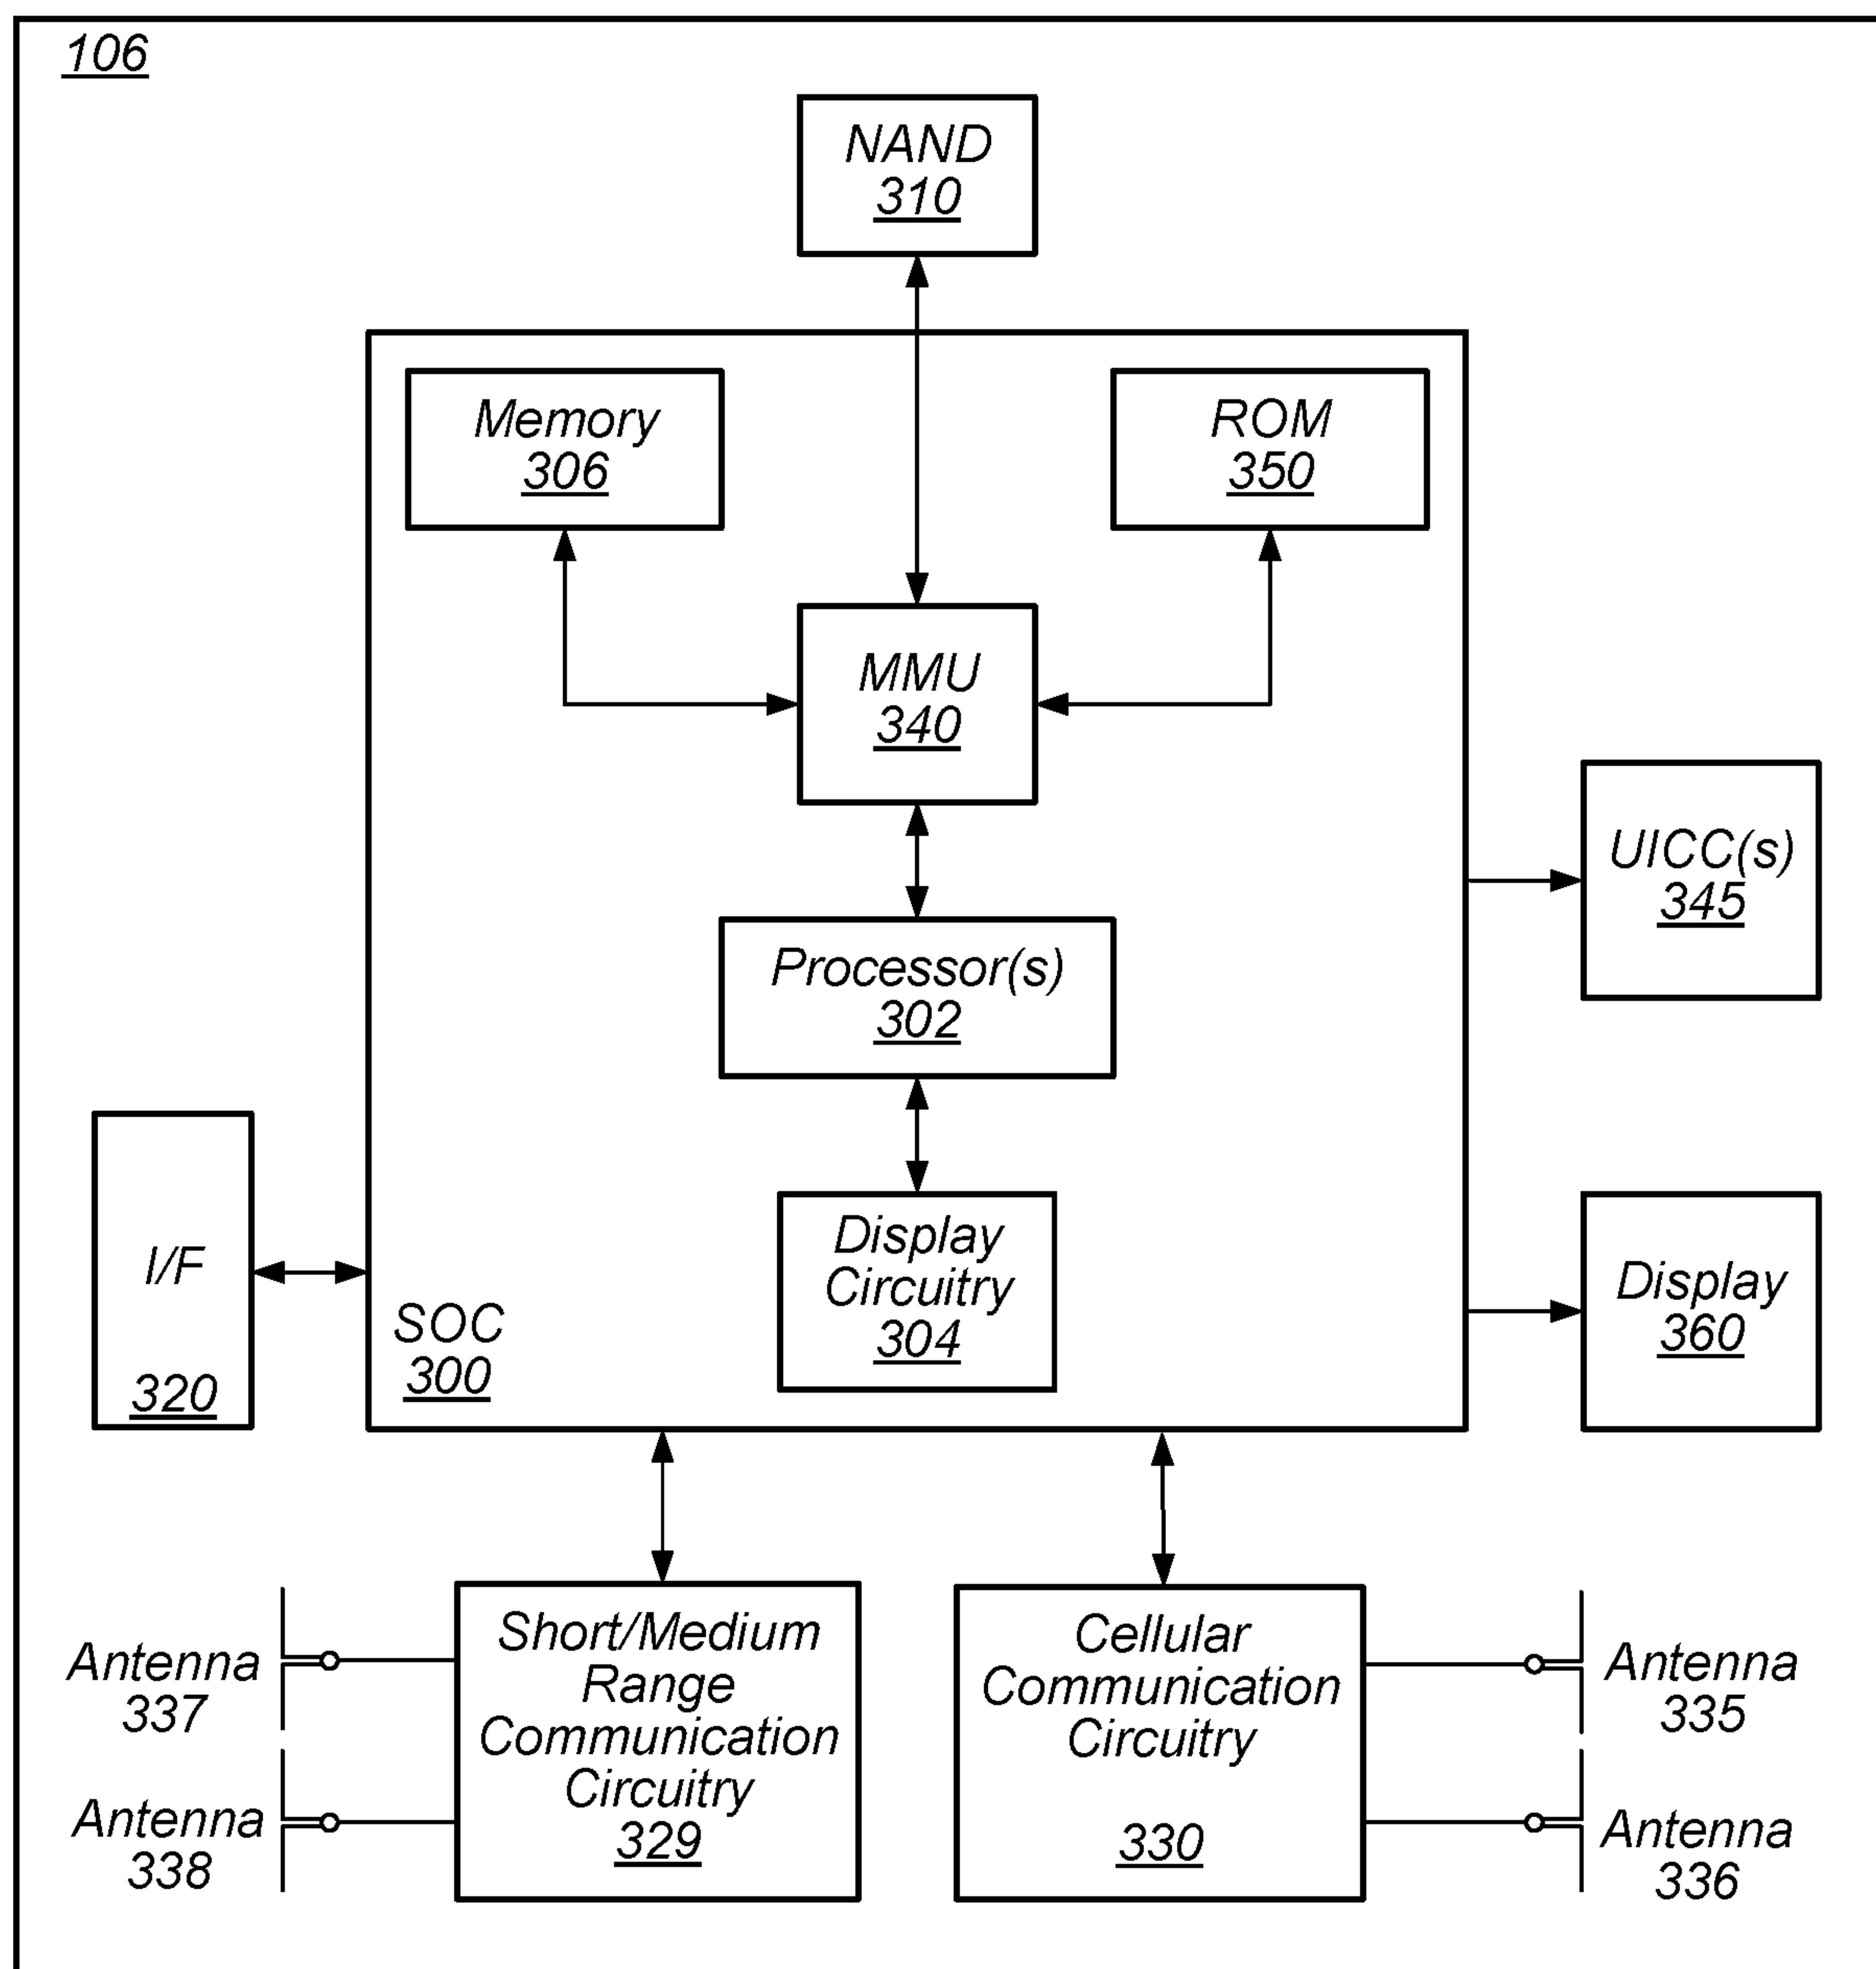 106
NAND
310
Memory
306
ROM
350
MMU
340
UICC(s)
345
Processor(s)
302
I/F
320
Display
Circuitry
304
SOC
300
Display
360
Short/Medium
Range
Communication
Circuitry
329
Cellular
Communication
Circuitry
330
Antenna
337
Antenna
338
Antenna
335
Antenna
336